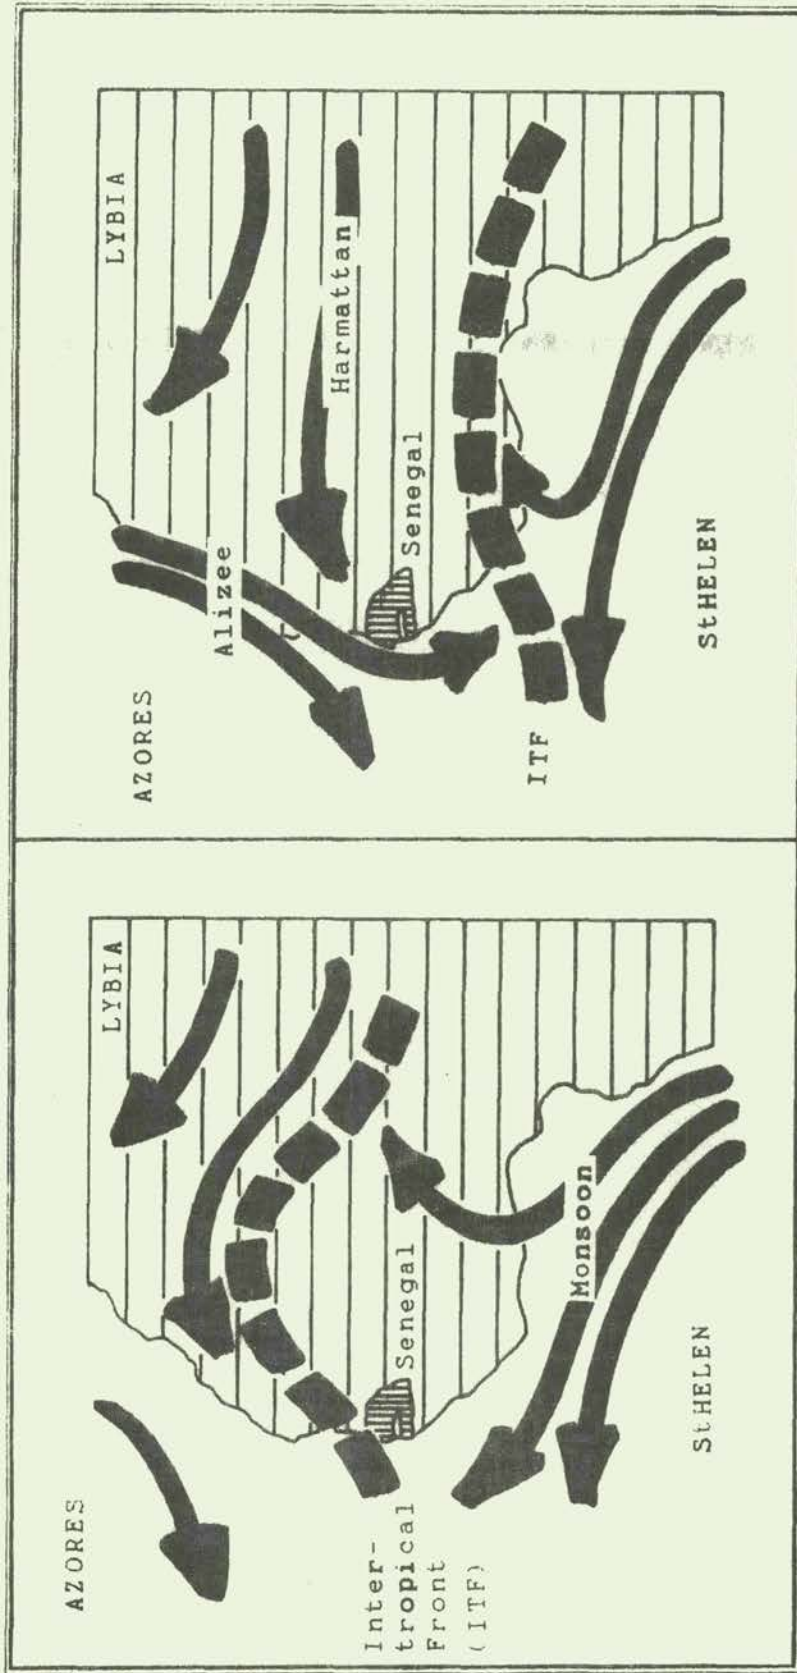 AZORES
LYBIA
Inter-
tropical
Front
(ITF)
Senegal
Monsoon
StHELEN
AZORES
LYBIA
Alizee
Harmattan
Senegal
ITF
StHELEN